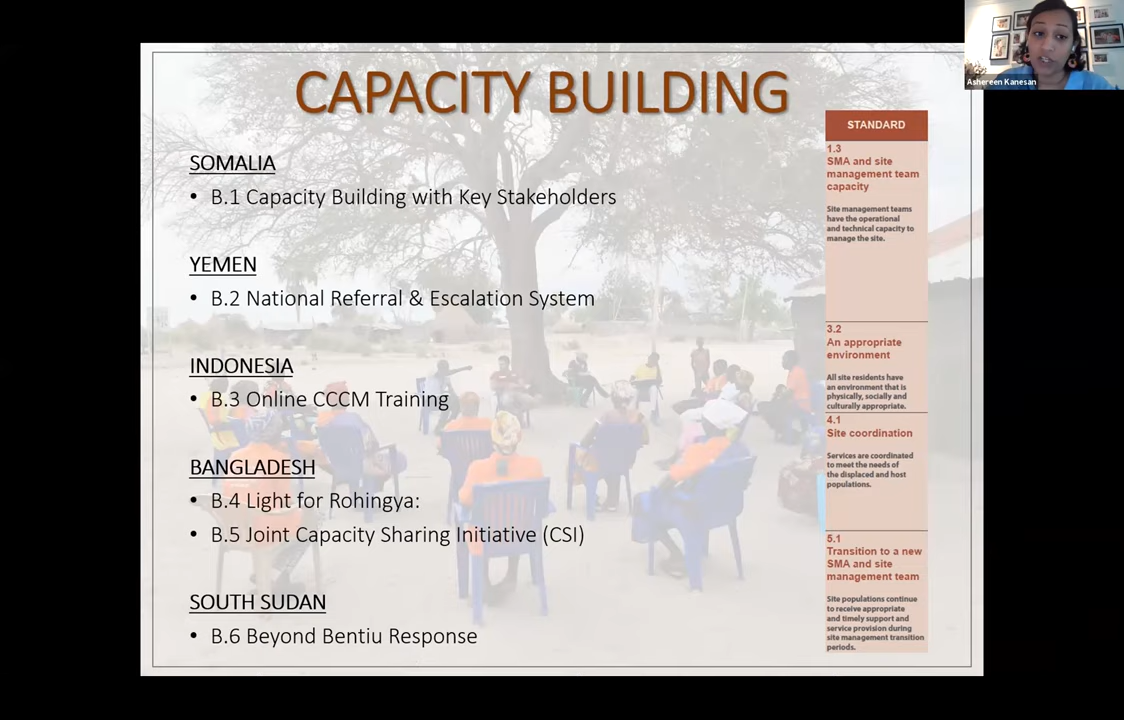 Ashereen Kanesan
CAPACITY BUILDING
SOMALIA
• B.1 Capacity Building with Key Stakeholders
YEMEN
• B.2 National Referral & Escalation System
INDONESIA
• B.3 Online CCCM Training
BANGLADESH
• B.4 Light for Rohingya:
• B.5 Joint Capacity Sharing Initiative (CSI)
SOUTH SUDAN
• B.6 Beyond Bentiu Response
STANDARD
1.3
SMA and site
management team
capacity
Site management teams
have the operational
and technical capacity to
manage the site.
3.2
An appropriate
environment
All site residents have
an environment that is
physically, socially and
culturally appropriate.
4.1
Site coordination
Services are coordinated
to meet the needs of
the displaced and host
populations.
5.1
Transition to a new
SMA and site
management team
Site populations continue
to receive appropriate
and timely support and
service provision during
site management transition
periods.